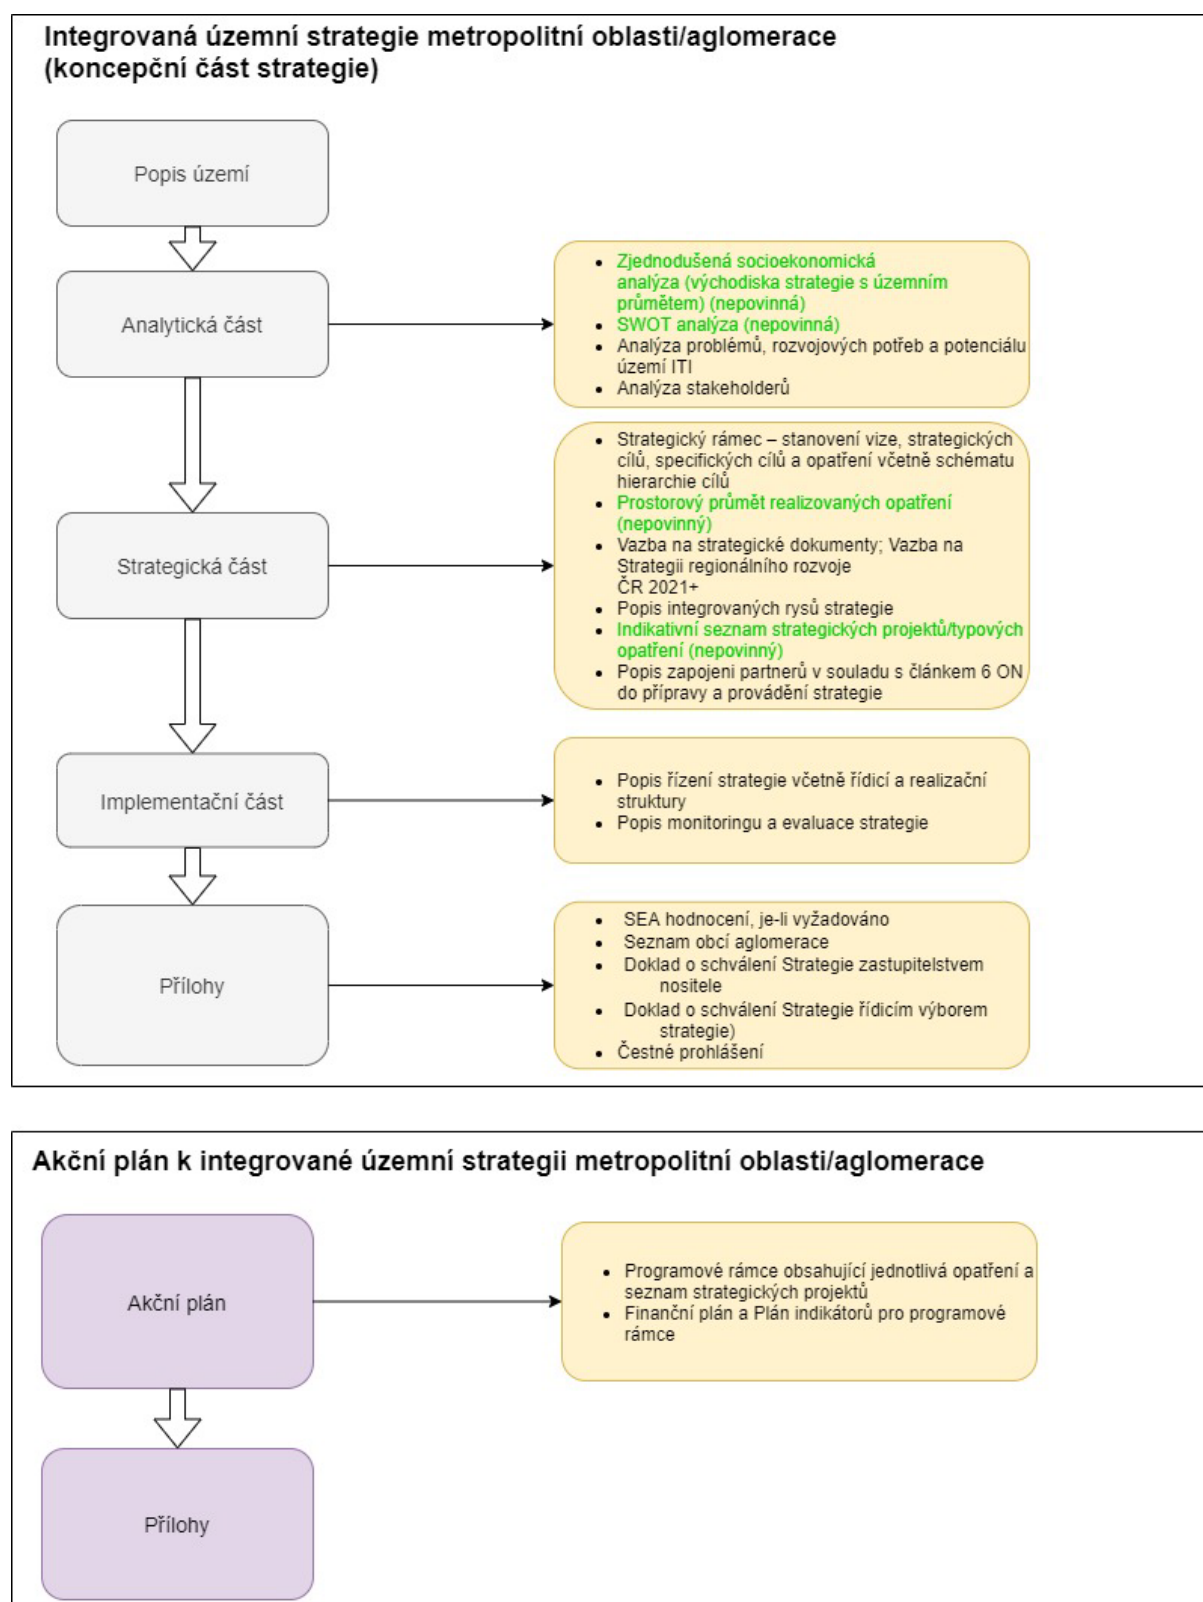 Integrovaná územní strategie metropolitní oblasti/aglomerace
(koncepční část strategie)
Popis území
Analytická část
• Zjednodušená socioekonomická
analýza (východiska strategie s územním
průmětem) (nepovinná)
• SWOT analýza (nepovinná)
• Analýza problémů, rozvojových potřeb a potenciálu
území ITI
• Analýza stakeholderů
Strategická část
• Strategický rámec – stanovení vize, strategických
cílů, specifických cílů a opatření včetně schématu
hierarchie cílů
• Prostorový průmět realizovaných opatření
(nepovinný)
• Vazba na strategické dokumenty; Vazba na
Strategii regionálního rozvoje
ČR 2021+
• Popis integrovaných rysů strategie
• Indikativní seznam strategických projektů/typových
opatření (nepovinný)
• Popis zapojeni partnerů v souladu s článkem 6 ON
do přípravy a provádění strategie
Implementační část
• Popis řízení strategie včetně řídicí a realizační
struktury
• Popis monitoringu a evaluace strategie
Přílohy
• SEA hodnocení, je-li vyžadováno
• Seznam obcí aglomerace
• Doklad o schválení Strategie zastupitelstvem
nositele
• Doklad o schválení Strategie řídicím výborem
strategie)
• Čestné prohlášení
Akční plán k integrované územní strategii metropolitní oblasti/aglomerace
Akční plán
• Programové rámce obsahující jednotlivá opatření a
seznam strategických projektů
• Finanční plán a Plán indikátorů pro programové
rámce
Přílohy